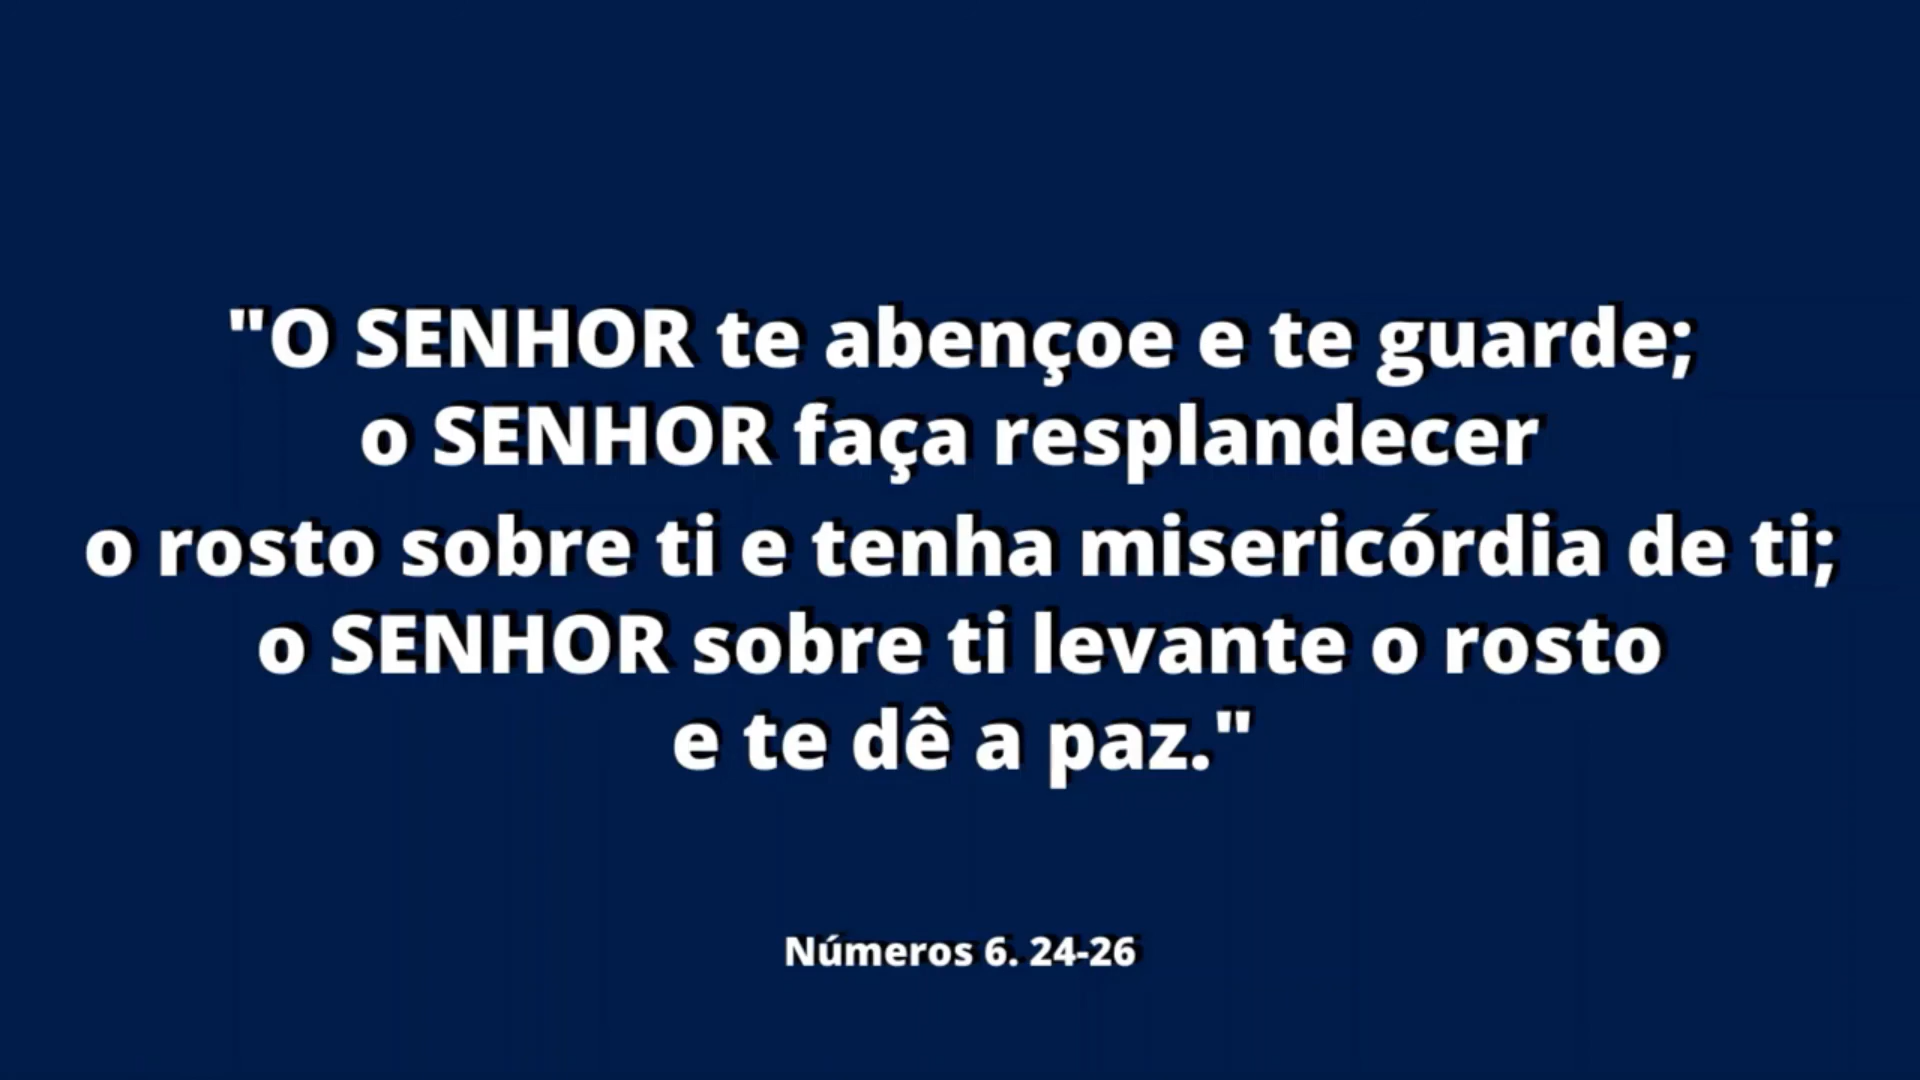 "O SENHOR te abençoe e te guarde;
o SENHOR faça resplandecer
o rosto sobre ti e tenha misericórdia de ti;
o SENHOR sobre ti levante o rosto
e te dê a paz."
Números 6. 24-26